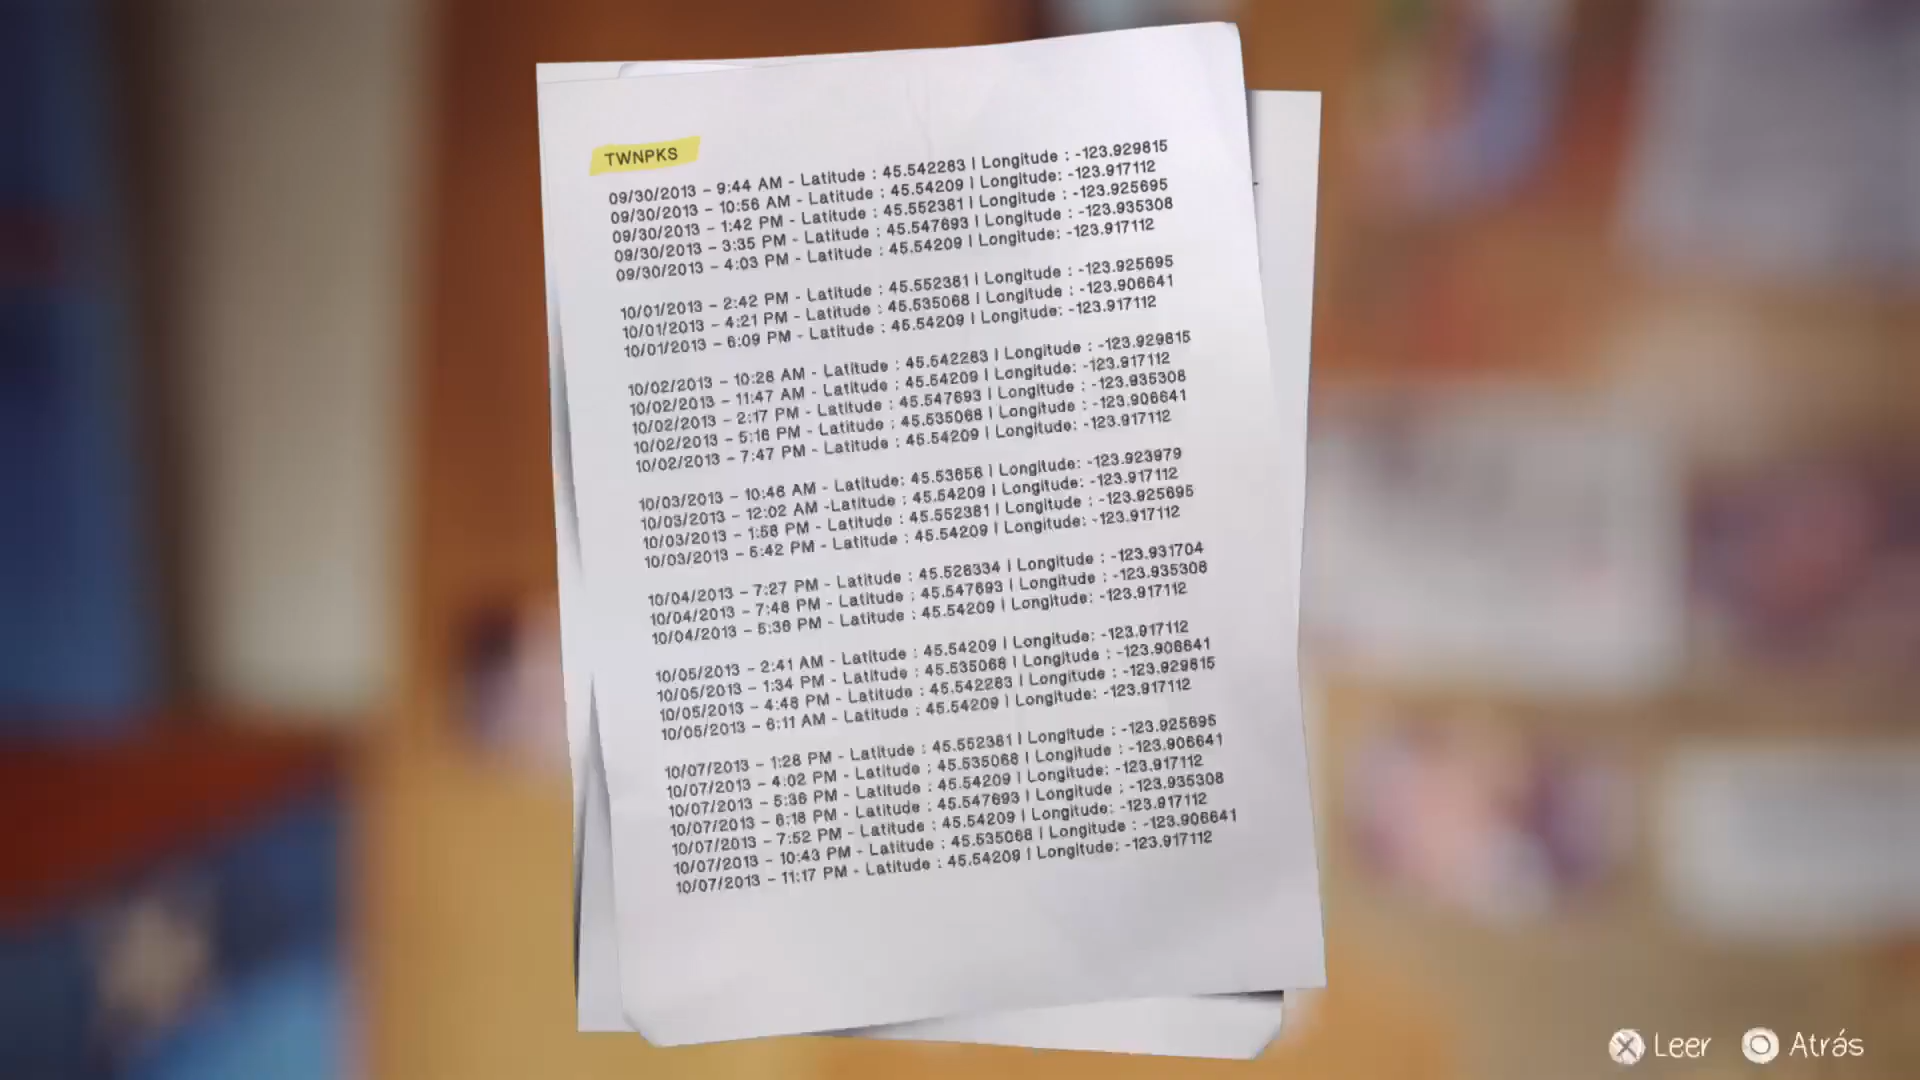 TWNPKS
09/30/2013 - 9:44 AM - Latitude : 45.542283 | Longitude : -123.929815
09/30/2013 - 10:56 AM - Latitude : 45.54209 | Longitude: -123.917112
09/30/2013 - 1:42 PM - Latitude : 45.552381 | Longitude : -123.925695
09/30/2013 - 3:35 PM - Latitude : 45.547693 | Longitude : -123.935308
09/30/2013 - 4:03 PM - Latitude : 45.54209 | Longitude: -123.917112
10/01/2013 - 2:42 PM - Latitude : 45.552381 | Longitude : -123.925695
10/01/2013 - 4:21 PM - Latitude : 45.535068 | Longitude : -123.906641
10/01/2013 - 6:09 PM - Latitude : 45.54209 | Longitude: -123.917112
10/02/2013 - 10:28 AM - Latitude : 45.542283 | Longitude : -123.929815
10/02/2013 - 11:47 AM - Latitude : 45.54209 | Longitude: -123.917112
10/02/2013 - 2:17 PM - Latitude : 45.547693 | Longitude : -123.935308
10/02/2013 - 5:16 PM - Latitude : 45.535068 | Longitude : -123.906641
10/02/2013 - 7:47 PM - Latitude : 45.54209 | Longitude: -123.917112
10/03/2013 - 10:46 AM - Latitude: 45.53656 | Longitude: -123.923979
10/03/2013 - 12:02 AM -Latitude : 45.54209 | Longitude: -123.917112
10/03/2013 - 1:58 PM - Latitude : 45.552381 | Longitude : -123.925695
10/03/2013 - 5:42 PM - Latitude : 45.54209 | Longitude: -123.917112
10/04/2013 - 7:27 PM - Latitude : 45.526334 | Longitude : -123.931704
10/04/2013 - 7:48 PM - Latitude : 45.547693 | Longitude : -123.935308
10/04/2013 - 5:36 PM - Latitude : 45.54209 | Longitude: -123.917112
10/05/2013 - 2:41 AM - Latitude : 45.54209 | Longitude: -123.917112
10/05/2013 - 1:34 PM - Latitude : 45.535068 | Longitude : -123.906641
10/05/2013 - 4:48 PM - Latitude : 45.542283 | Longitude : -123.929815
10/05/2013 - 6:11 AM - Latitude : 45.54209 | Longitude: -123.917112
10/07/2013 - 1:28 PM - Latitude : 45.552381 | Longitude : -123.925695
10/07/2013 - 4:02 PM - Latitude : 45.535068 | Longitude : -123.906641
10/07/2013 - 5:36 PM - Latitude : 45.54209 | Longitude: -123.917112
10/07/2013 - 6:18 PM - Latitude : 45.547693 | Longitude : -123.935308
10/07/2013 - 7:52 PM - Latitude : 45.54209 | Longitude: -123.917112
10/07/2013 - 10:43 PM - Latitude : 45.535068 | Longitude : -123.906641
10/07/2013 - 11:17 PM - Latitude : 45.54209 | Longitude: -123.917112
Leer
Atrás